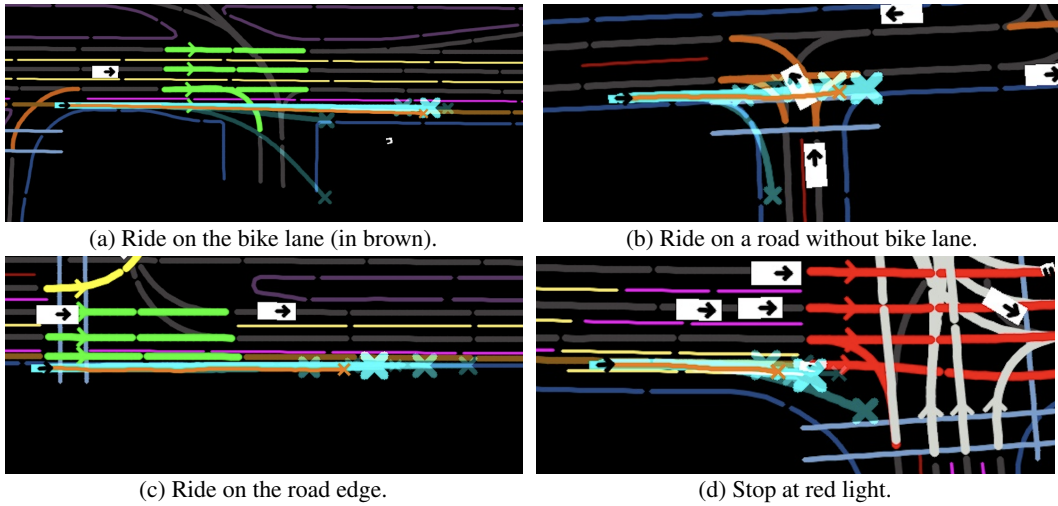 (a) Ride on the bike lane (in brown).
(b) Ride on a road without bike lane.
(c) Ride on the road edge.
(d) Stop at red light.